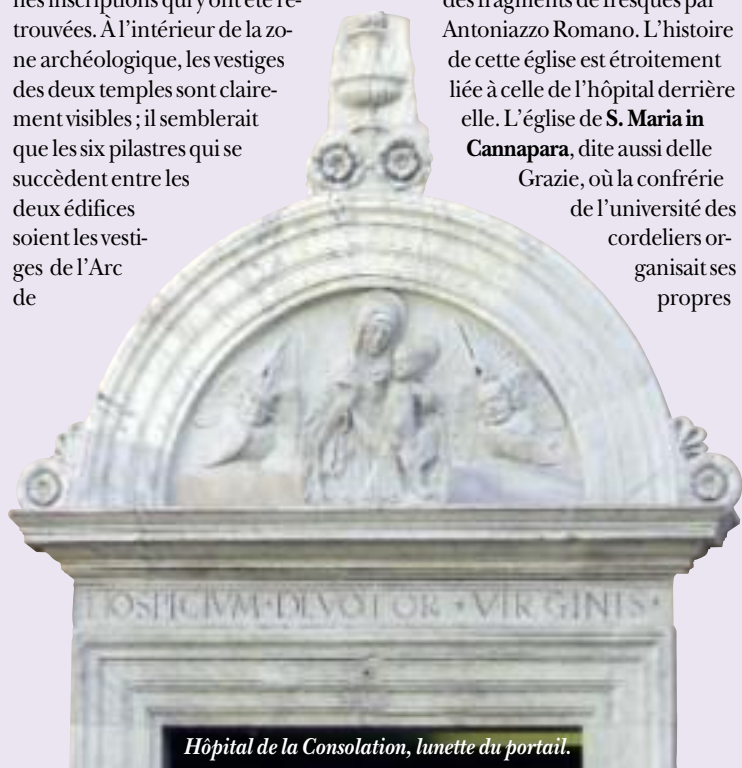 nes inscriptions qui y ont été re-
trouvées. À l’intérieur de la zo-
ne archéologique, les vestiges
des deux temples sont claire-
ment visibles ; il semblerait
que les six pilastres qui se
succèdent entre les
deux édifices
soient les vesti-
ges de l’Arc
de
des fragments de fresques par
Antoniazzo Romano. L’histoire
de cette église est étroitement
liée à celle de l’hôpital derrière
elle. L’église de S. Maria in
Cannapara, dite aussi delle
Grazie, où la confrérie
de l’université des
cordeliers or-
ganisait ses
propres
HOSPICIVM·DEVOTOR·VIRGINIS·
Hôpital de la Consolation, lunette du portail.